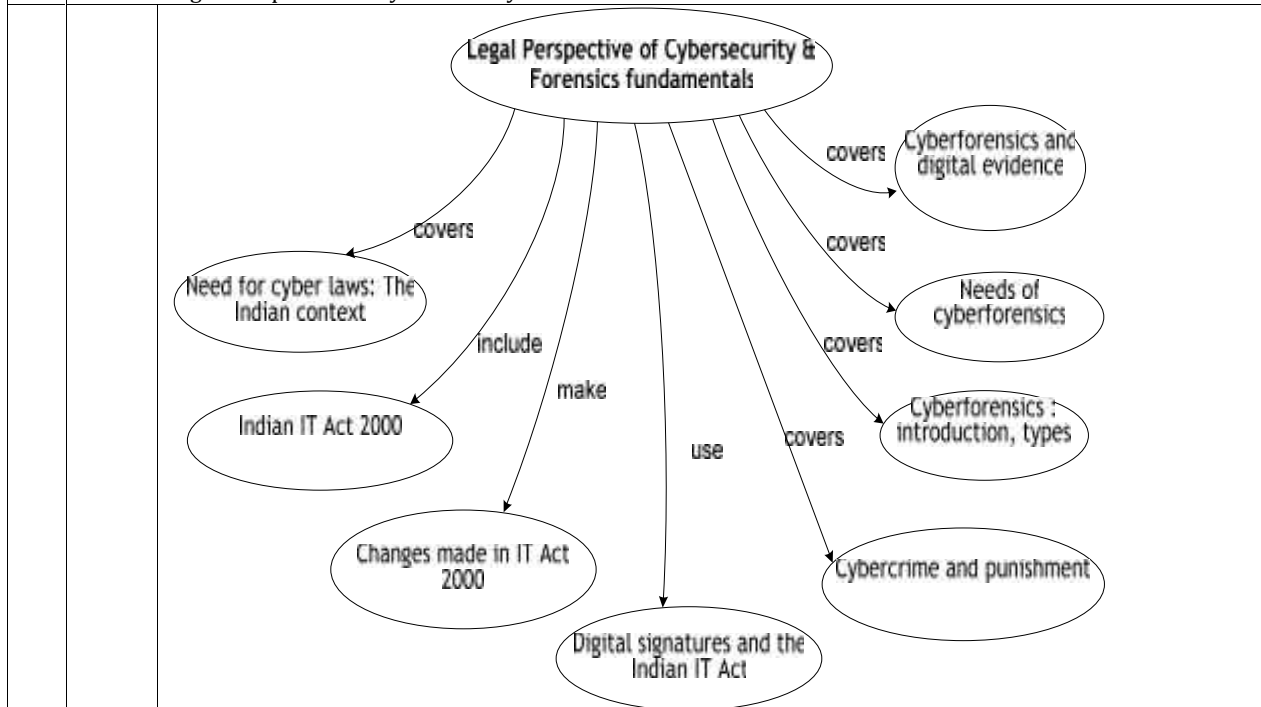 Legal Perspective of Cybersecurity &
Forensics fundamentals
covers
Cyberforensics and
digital evidence
covers
covers
Need for cyber laws: The
Indian context
Needs of
cyberforensics
include
covers
make
Indian IT Act 2000
Cyberforensics :
introduction, types
use
covers
Changes made in IT Act
2000
Cybercrime and punishment
Digital signatures and the
Indian IT Act